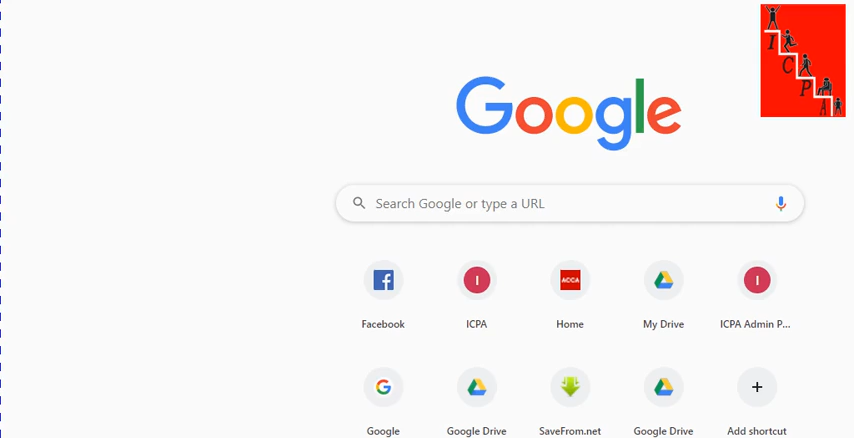 I
C
P
A
Google
Search Google or type a URL
I
ACCA
I
Facebook
ICPA
Home
My Drive
ICPA Admin P...
Google
Google Drive
SaveFrom.net
Google Drive
Add shortcut